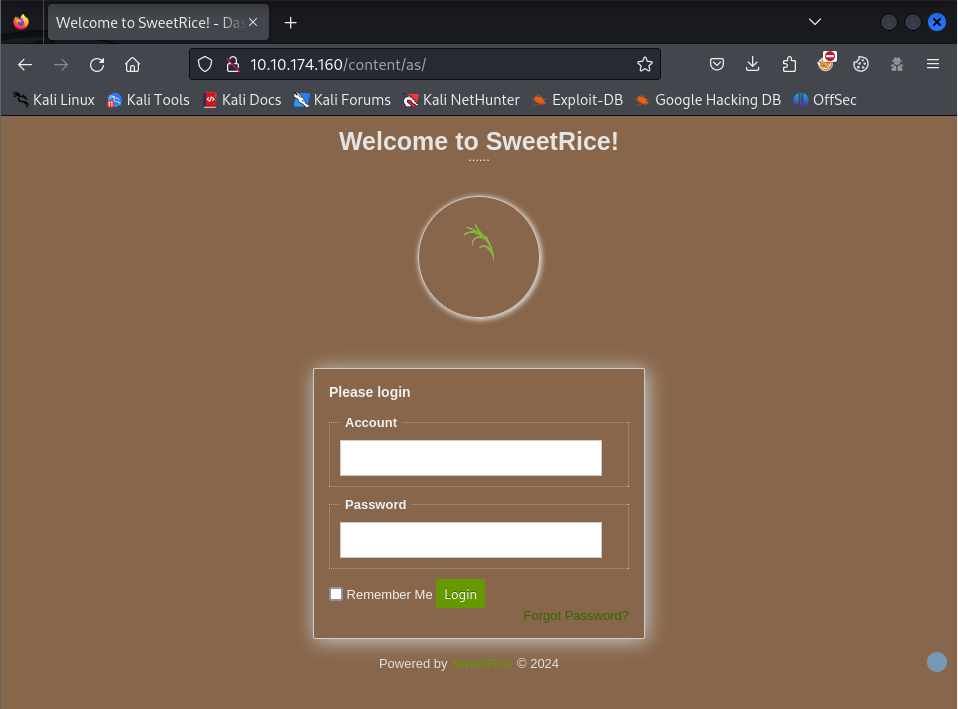 Welcome to SweetRice! - Das
10.10.174.160/content/as/
Kali Linux Kali Tools Kali Docs Kali Forums Kali NetHunter Exploit-DB Google Hacking DB OffSec
Welcome to SweetRice!
......
Please login
Account
Password
Remember Me Login
Forgot Password?
Powered by SweetRice © 2024